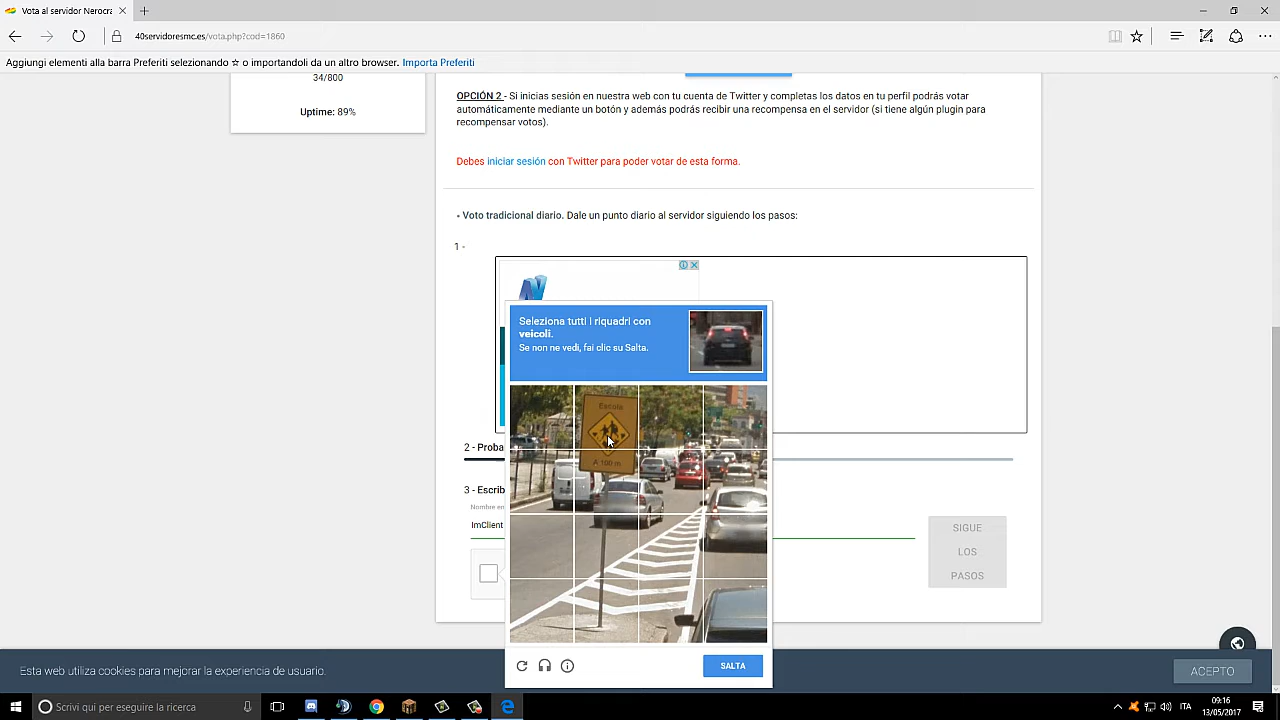 Vota al servidor Nerocra
40servidoresmc.es/vota.php?cod=1860
Aggiungi elementi alla barra Preferiti selezionando ☆ o importandoli da un altro browser. Importa Preferiti
34/800
Uptime: 89%
OPCIÓN 2 - Si inicias sesión en nuestra web con tu cuenta de Twitter y completas los datos en tu perfil podrás votar
automáticamente mediante un botón y además podrás recibir una recompensa en el servidor (si tiene algún plugin para
recompensar votos).
Debes iniciar sesión con Twitter para poder votar de esta forma.
- Voto tradicional diario. Dale un punto diario al servidor siguiendo los pasos:
1 -
Seleziona tutti i riquadri con
veicoli.
Se non ne vedi, fai clic su Salta.
Escola
A 100 m
2 - Proba
3 - Escrib
Nombre en
ImClient
SIGUE
LOS
PASOS
SALTA
Esta web utiliza cookies para mejorar la experiencia de usuario.
ACEPTO
Scrivi qui per eseguire la ricerca
ITA
09:16
13/05/2017